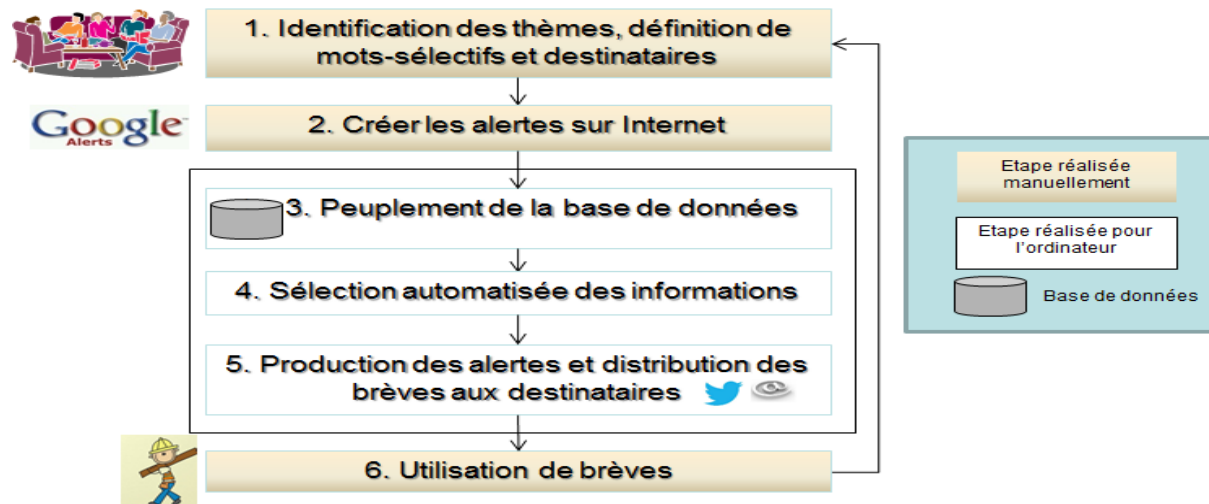 1. Identification des thèmes, définition de
mots-sélectifs et destinataires
Google
Alerts
2. Créer les alertes sur Internet
3. Peuplement de la base de données
4. Sélection automatisée des informations
5. Production des alertes et distribution des
brèves aux destinataires @
6. Utilisation de brèves
Etape réalisée
manuellement
Etape réalisée pour
l'ordinateur
Base de données